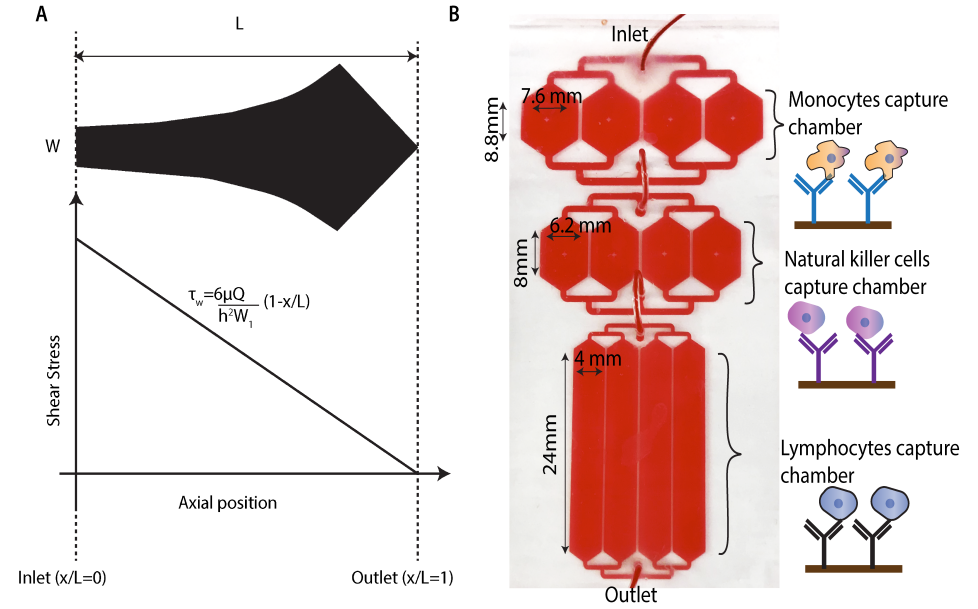 A
L
W
Shear Stress
τw=6μQ (1-x/L)
h²W1
Axial position
Inlet (x/L=0)
Outlet (x/L=1)
B
Inlet
7.6 mm
8.8mm
Monocytes capture
chamber
6.2 mm
8mm
Natural killer cells
capture chamber
4 mm
24mm
Lymphocytes capture
chamber
Outlet